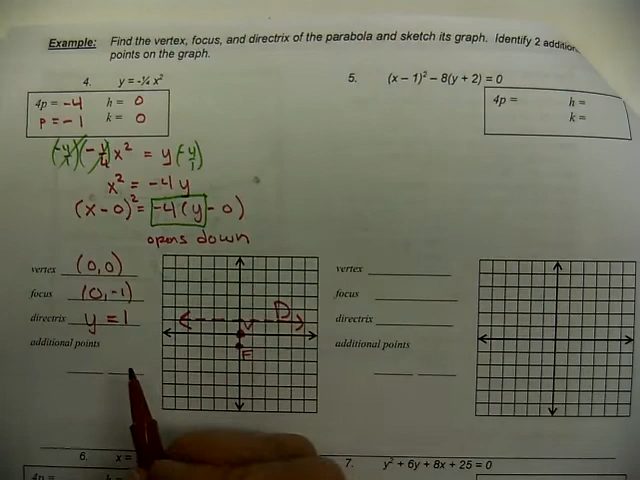 Example: Find the vertex, focus, and directrix of the parabola and sketch its graph. Identify 2 addition
points on the graph.
4. y = -¼ x²
4p = -4 h = 0
p = -1 k = 0
x² = y
x² = -4y
(x - 0)² = -4(y - 0)
opens down
vertex (0,0)
focus (0,-1)
directrix y = 1
additional points
D
V
F
5. (x − 1)² − 8(y + 2) = 0
4p = h =
k =
vertex
focus
directrix
additional points
6. x =
4p =
7. y² + 6y + 8x + 25 = 0